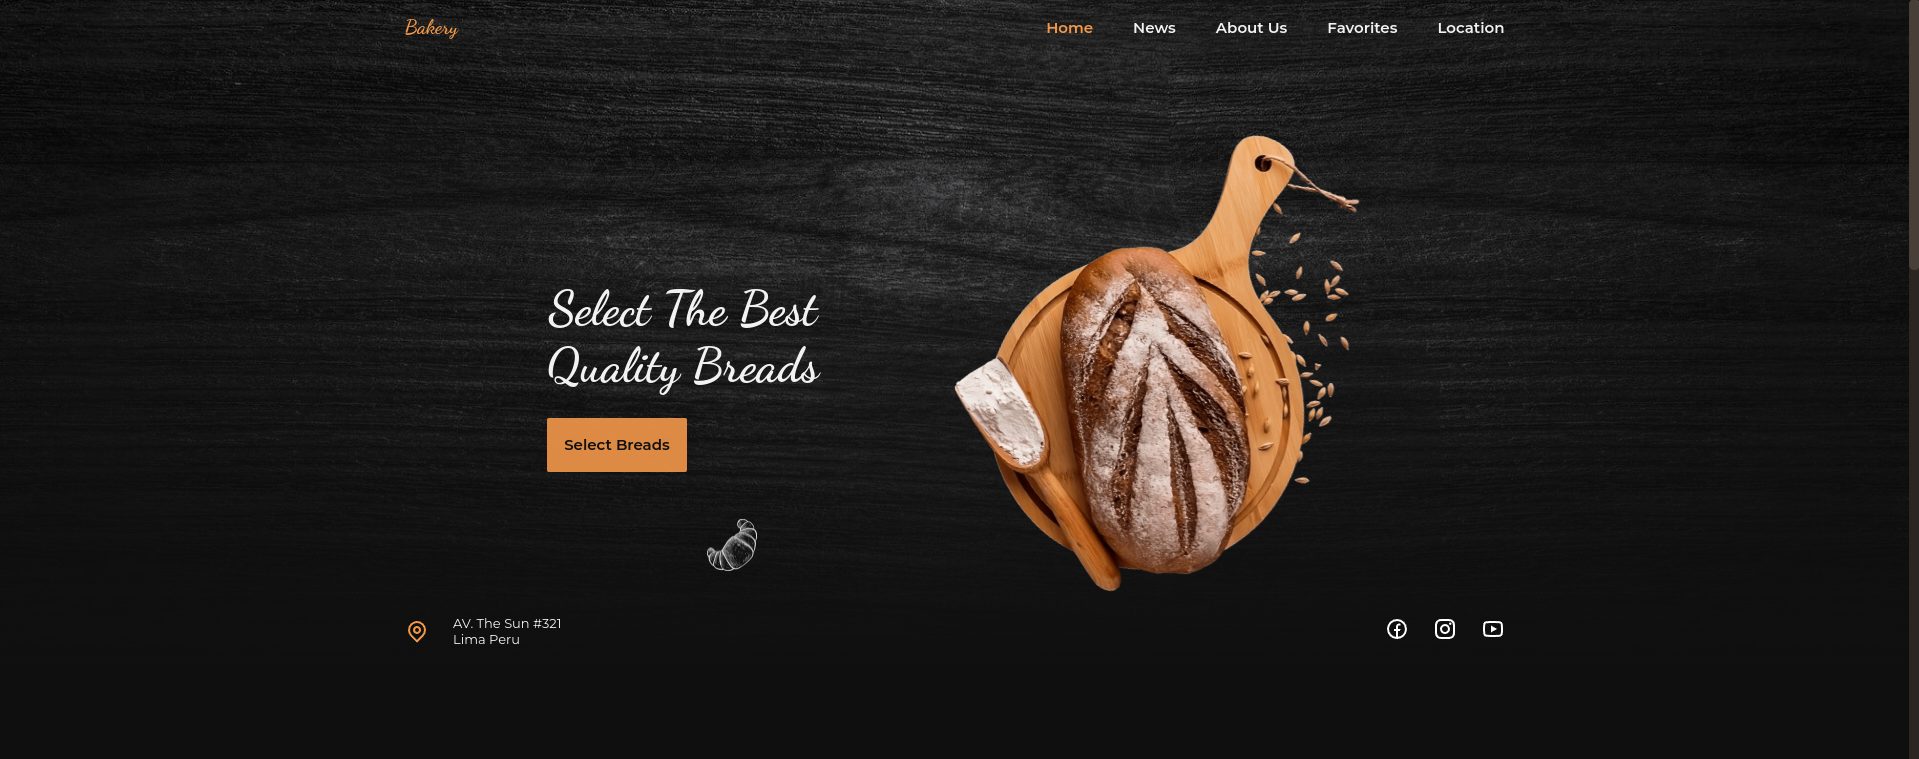 Bakery
Home News About Us Favorites Location
Select The Best
Quality Breads
Select Breads
AV. The Sun #321
Lima Peru